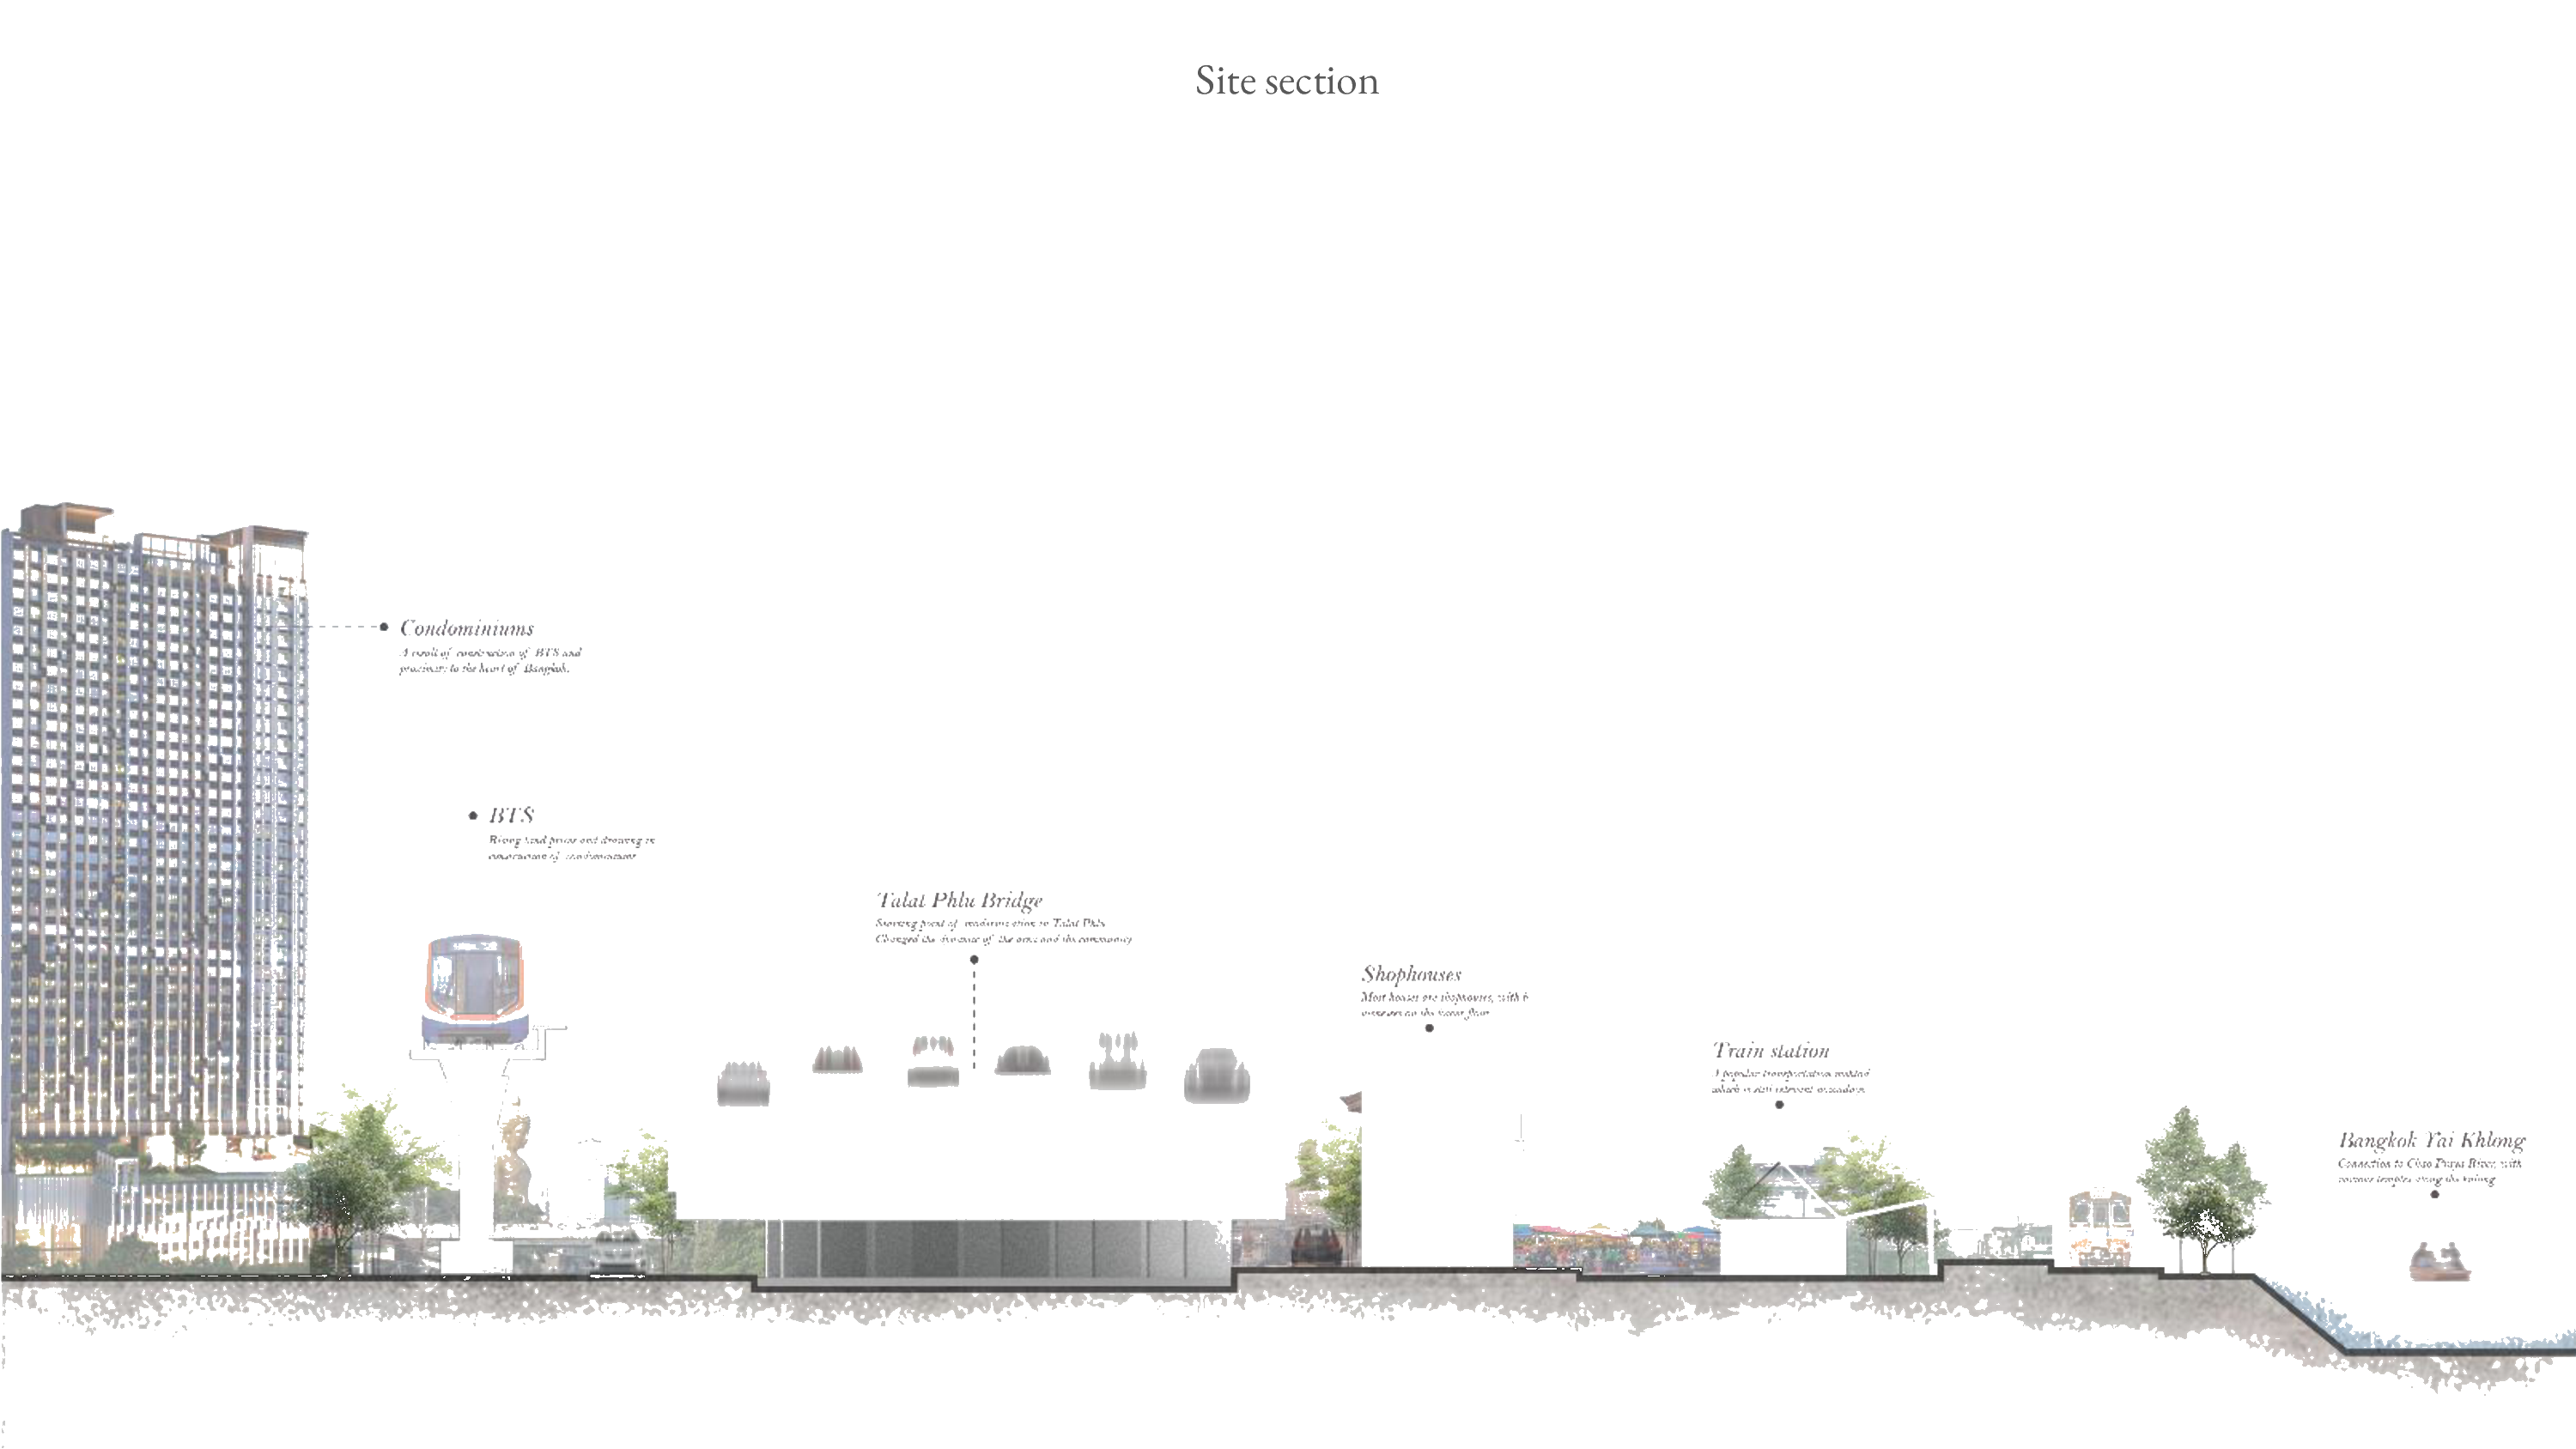 Site section
Condominiums
A result of construction of BTS and
proximity to the heart of Bangkok.
BTS
Rising land prices and drawing in
construction of condominiums
Talat Phlu Bridge
Starting point of modernization in Talat Phlu
Changed the dynamic of the area and the community
Shophouses
Most houses are shophouses, with b
on the lower floor
Train station
A popular transportation method
which is still relevant nowadays
Bangkok Yai Khlong
Connection to Chao Praya River, with
various temples along the khlong